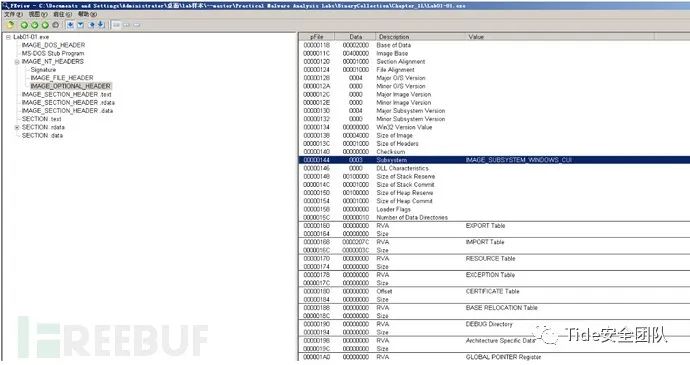 PEview - C:\Documents and Settings\Administrator\桌面\Lab样本\--master\Practical Malware Analysis Labs\BinaryCollection\Chapter_1L\Lab01-01.exe
文件(F) 视图(V) 前往(G) 帮助(H)
Lab01-01.exe
IMAGE_DOS_HEADER
MS-DOS Stub Program
IMAGE_NT_HEADERS
Signature
IMAGE_FILE_HEADER
IMAGE_OPTIONAL_HEADER
IMAGE_SECTION_HEADER .text
IMAGE_SECTION_HEADER .rdata
IMAGE_SECTION_HEADER .data
SECTION .text
SECTION .rdata
SECTION .data
pFile Data Description Value
00000118 00002000 Base of Data
0000011C 00400000 Image Base
00000120 00001000 Section Alignment
00000124 00001000 File Alignment
00000128 0004 Major O/S Version
0000012A 0000 Minor O/S Version
0000012C 0000 Major Image Version
0000012E 0000 Minor Image Version
00000130 0004 Major Subsystem Version
00000132 0000 Minor Subsystem Version
00000134 00000000 Win32 Version Value
00000138 00004000 Size of Image
0000013C 00001000 Size of Headers
00000140 00000000 Checksum
00000144 0003 Subsystem IMAGE_SUBSYSTEM_WINDOWS_CUI
00000146 0000 DLL Characteristics
00000148 00100000 Size of Stack Reserve
0000014C 00001000 Size of Stack Commit
00000150 00100000 Size of Heap Reserve
00000154 00001000 Size of Heap Commit
00000158 00000000 Loader Flags
0000015C 00000010 Number of Data Directories
00000160 00000000 RVA EXPORT Table
00000164 00000000 Size
00000168 0000207C RVA IMPORT Table
0000016C 0000003C Size
00000170 00000000 RVA RESOURCE Table
00000174 00000000 Size
00000178 00000000 RVA EXCEPTION Table
0000017C 00000000 Size
00000180 00000000 Offset CERTIFICATE Table
00000184 00000000 Size
00000188 00000000 RVA BASE RELOCATION Table
0000018C 00000000 Size
00000190 00000000 RVA DEBUG Directory
00000194 00000000 Size
00000198 00000000 RVA Architecture Specific Data
0000019C 00000000 Size
000001A0 00000000 RVA GLOBAL POINTER Register
FREEBUF
Tide安全团队